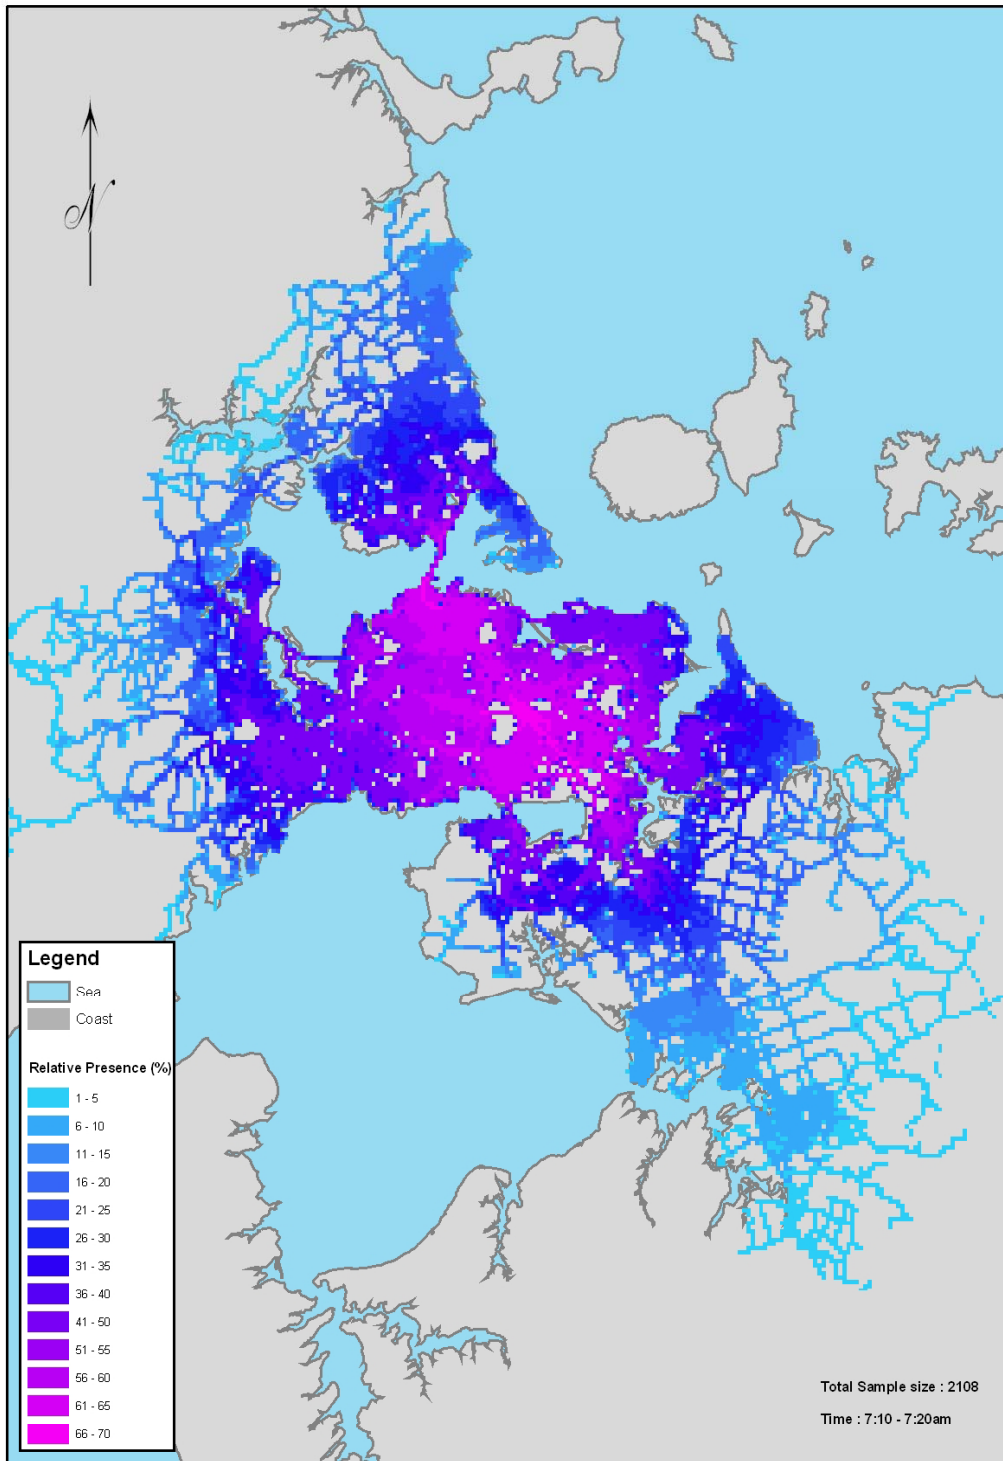 N
Legend
Sea
Coast
Relative Presence (%)
1 - 5
6 - 10
11 - 15
16 - 20
21 - 25
26 - 30
31 - 35
36 - 40
41 - 50
51 - 55
56 - 60
61 - 65
66 - 70
Total Sample size : 2108
Time : 7:10 - 7:20am